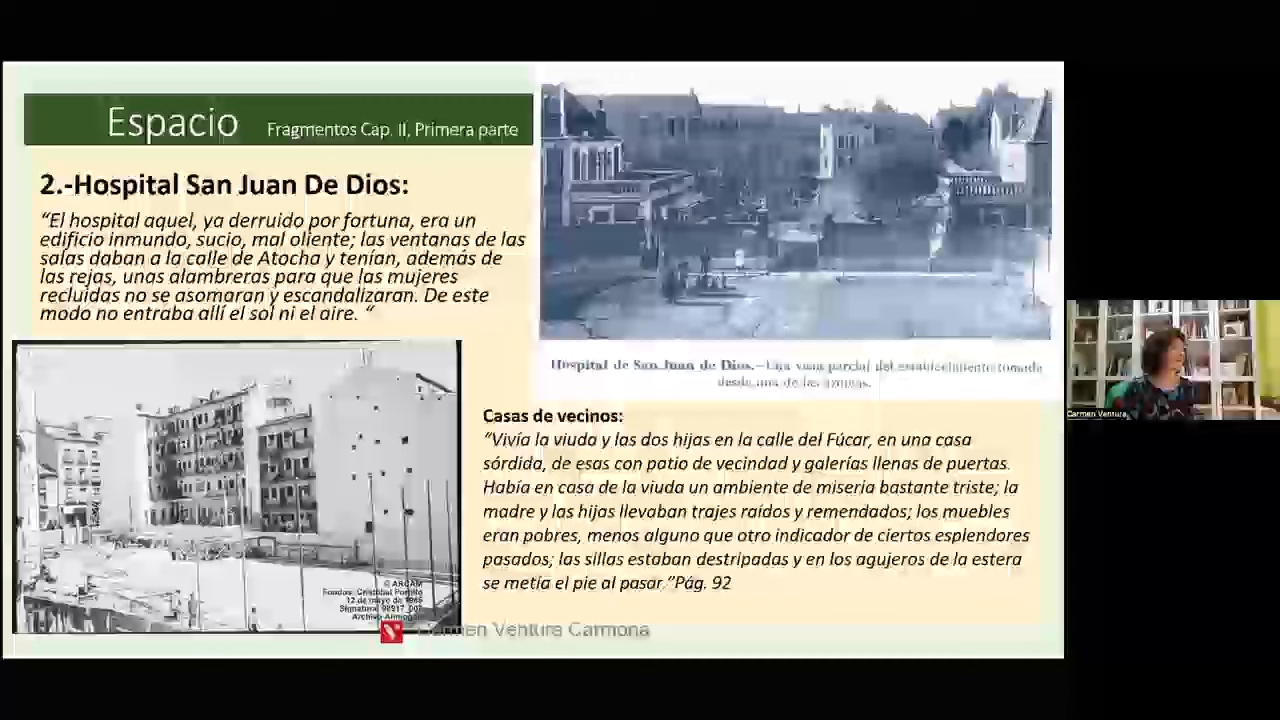 Espacio Fragmentos Cap. II, Primera parte
2.-Hospital San Juan De Dios:
“El hospital aquel, ya derruido por fortuna, era un
edificio inmundo, sucio, mal oliente; las ventanas de las
salas daban a la calle de Atocha y tenían, además de
las rejas, unas alambreras para que las mujeres
recluidas no se asomaran y escandalizaran. De este
modo no entraba allí el sol ni el aire. “
Hospital de San Juan de Dios.—Una vista parcial del establecimiento tomada
desde una de las azoteas.
Casas de vecinos:
“Vivía la viuda y las dos hijas en la calle del Fúcar, en una casa
sórdida, de esas con patio de vecindad y galerías llenas de puertas.
Había en casa de la viuda un ambiente de miseria bastante triste; la
madre y las hijas llevaban trajes raídos y remendados; los muebles
eran pobres, menos alguno que otro indicador de ciertos esplendores
pasados; las sillas estaban destripadas y en los agujeros de la estera
se metía el pie al pasar.”Pág. 92
© ARCAM
Fondos: Cristóbal Portillo
12 de mayo de
Signatura
Archivo
Carmen Ventura Carmona
Carmen Ventura